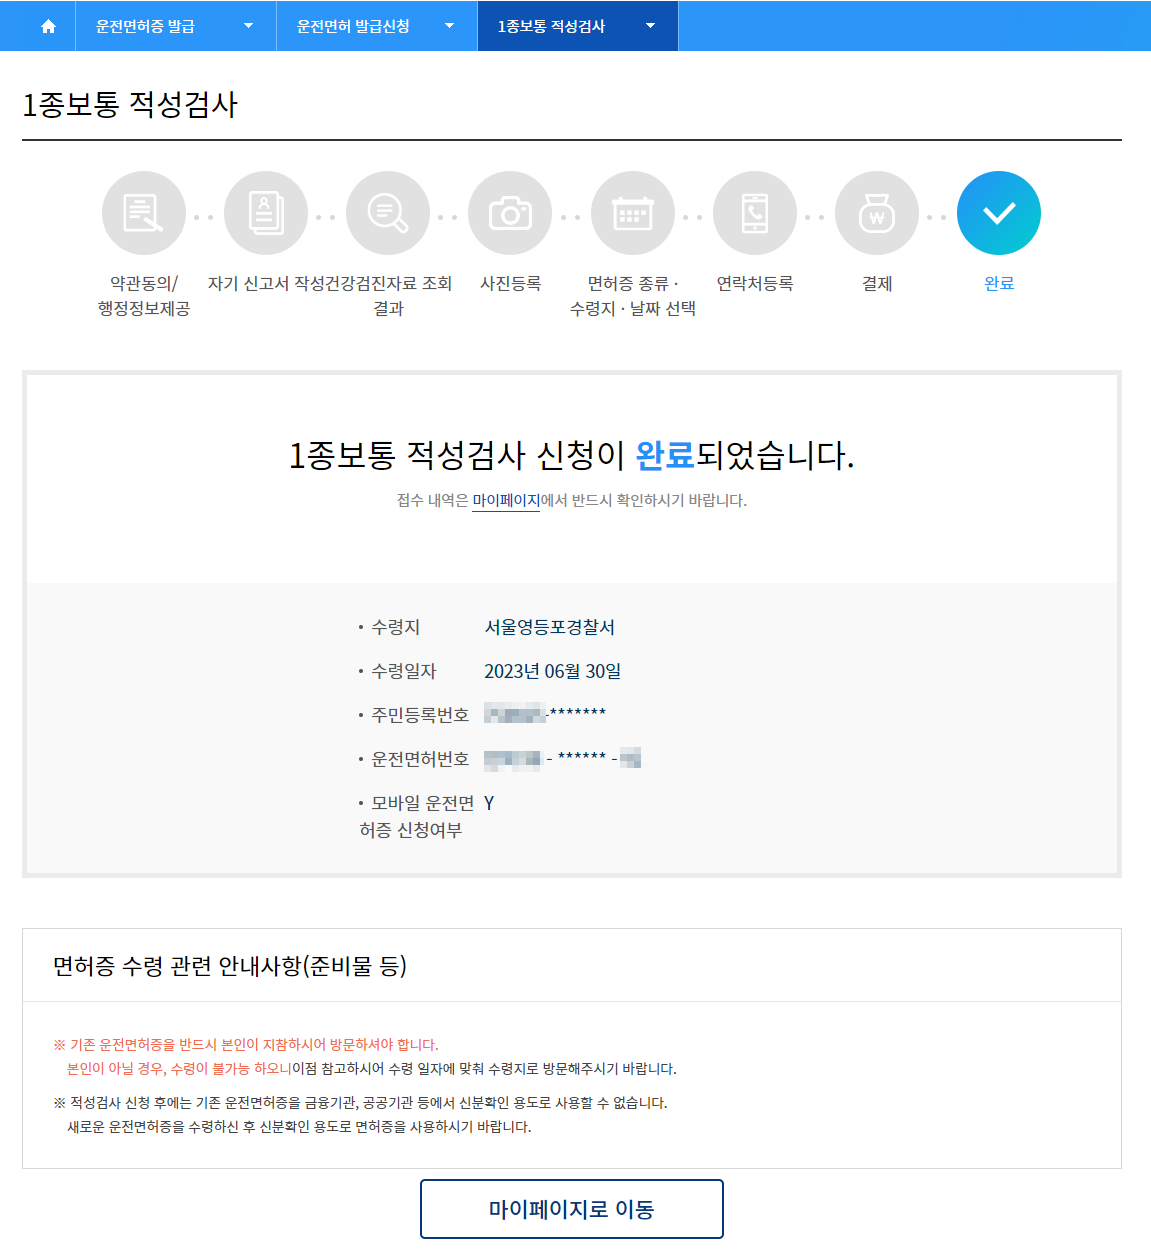 운전면허증 발급
운전면허 발급신청
1종보통 적성검사
1종보통 적성검사
약관동의/
행정정보제공
자기 신고서 작성
건강검진자료 조회
결과
사진등록
면허증 종류 ·
수령지 · 날짜 선택
연락처등록
결제
완료
1종보통 적성검사 신청이 완료되었습니다.
접수 내역은 마이페이지에서 반드시 확인하시기 바랍니다.
• 수령지 서울영등포경찰서
• 수령일자 2023년 06월 30일
• 주민등록번호 -*******
• 운전면허번호 - ****** -
• 모바일 운전면 Y
허증 신청여부
면허증 수령 관련 안내사항(준비물 등)
※ 기존 운전면허증을 반드시 본인이 지참하시어 방문하셔야 합니다.
본인이 아닐 경우, 수령이 불가능 하오니이점 참고하시어 수령 일자에 맞춰 수령지로 방문해주시기 바랍니다.
※ 적성검사 신청 후에는 기존 운전면허증을 금융기관, 공공기관 등에서 신분확인 용도로 사용할 수 없습니다.
새로운 운전면허증을 수령하신 후 신분확인 용도로 면허증을 사용하시기 바랍니다.
마이페이지로 이동